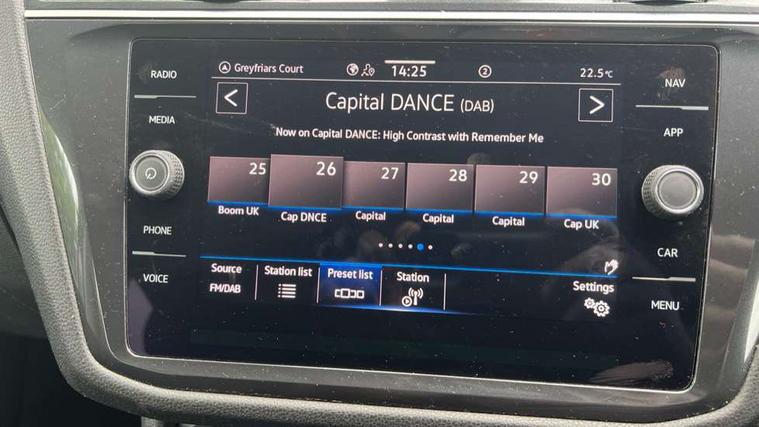 RADIO
MEDIA
PHONE
VOICE
Greyfriars Court
14:25
2
22.5°C
< Capital DANCE (DAB) >
Now on Capital DANCE: High Contrast with Remember Me
25 26 27 28 29 30
Boom UK Cap DNCE Capital Capital Capital Cap UK
Source Station list Preset list Station Settings
FM/DAB
NAV
APP
CAR
MENU